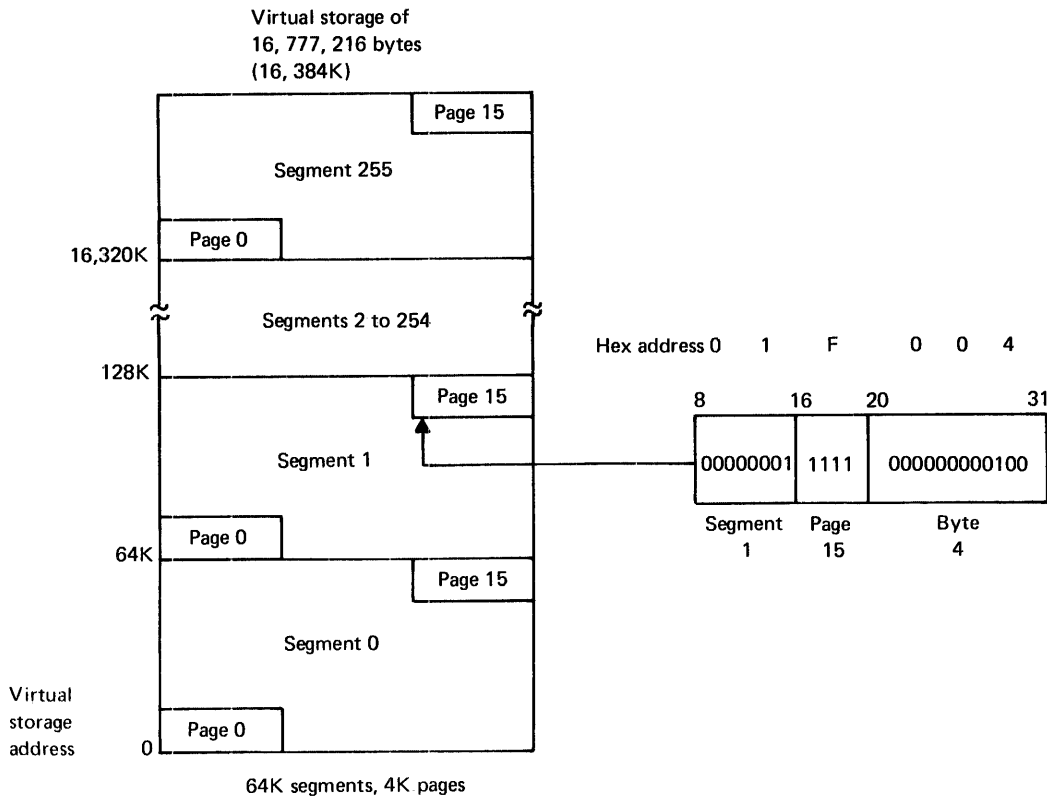 Virtual storage of
16, 777, 216 bytes
(16, 384K)
Page 15
Segment 255
Page 0
16,320K
Segments 2 to 254
128K
Page 15
Segment 1
Page 0
64K
Page 15
Segment 0
Page 0
Virtual
storage
address
0
64K segments, 4K pages
Hex address 0 1 F 0 0 4
8 16 20 31
00000001 1111 000000000100
Segment Page Byte
1 15 4